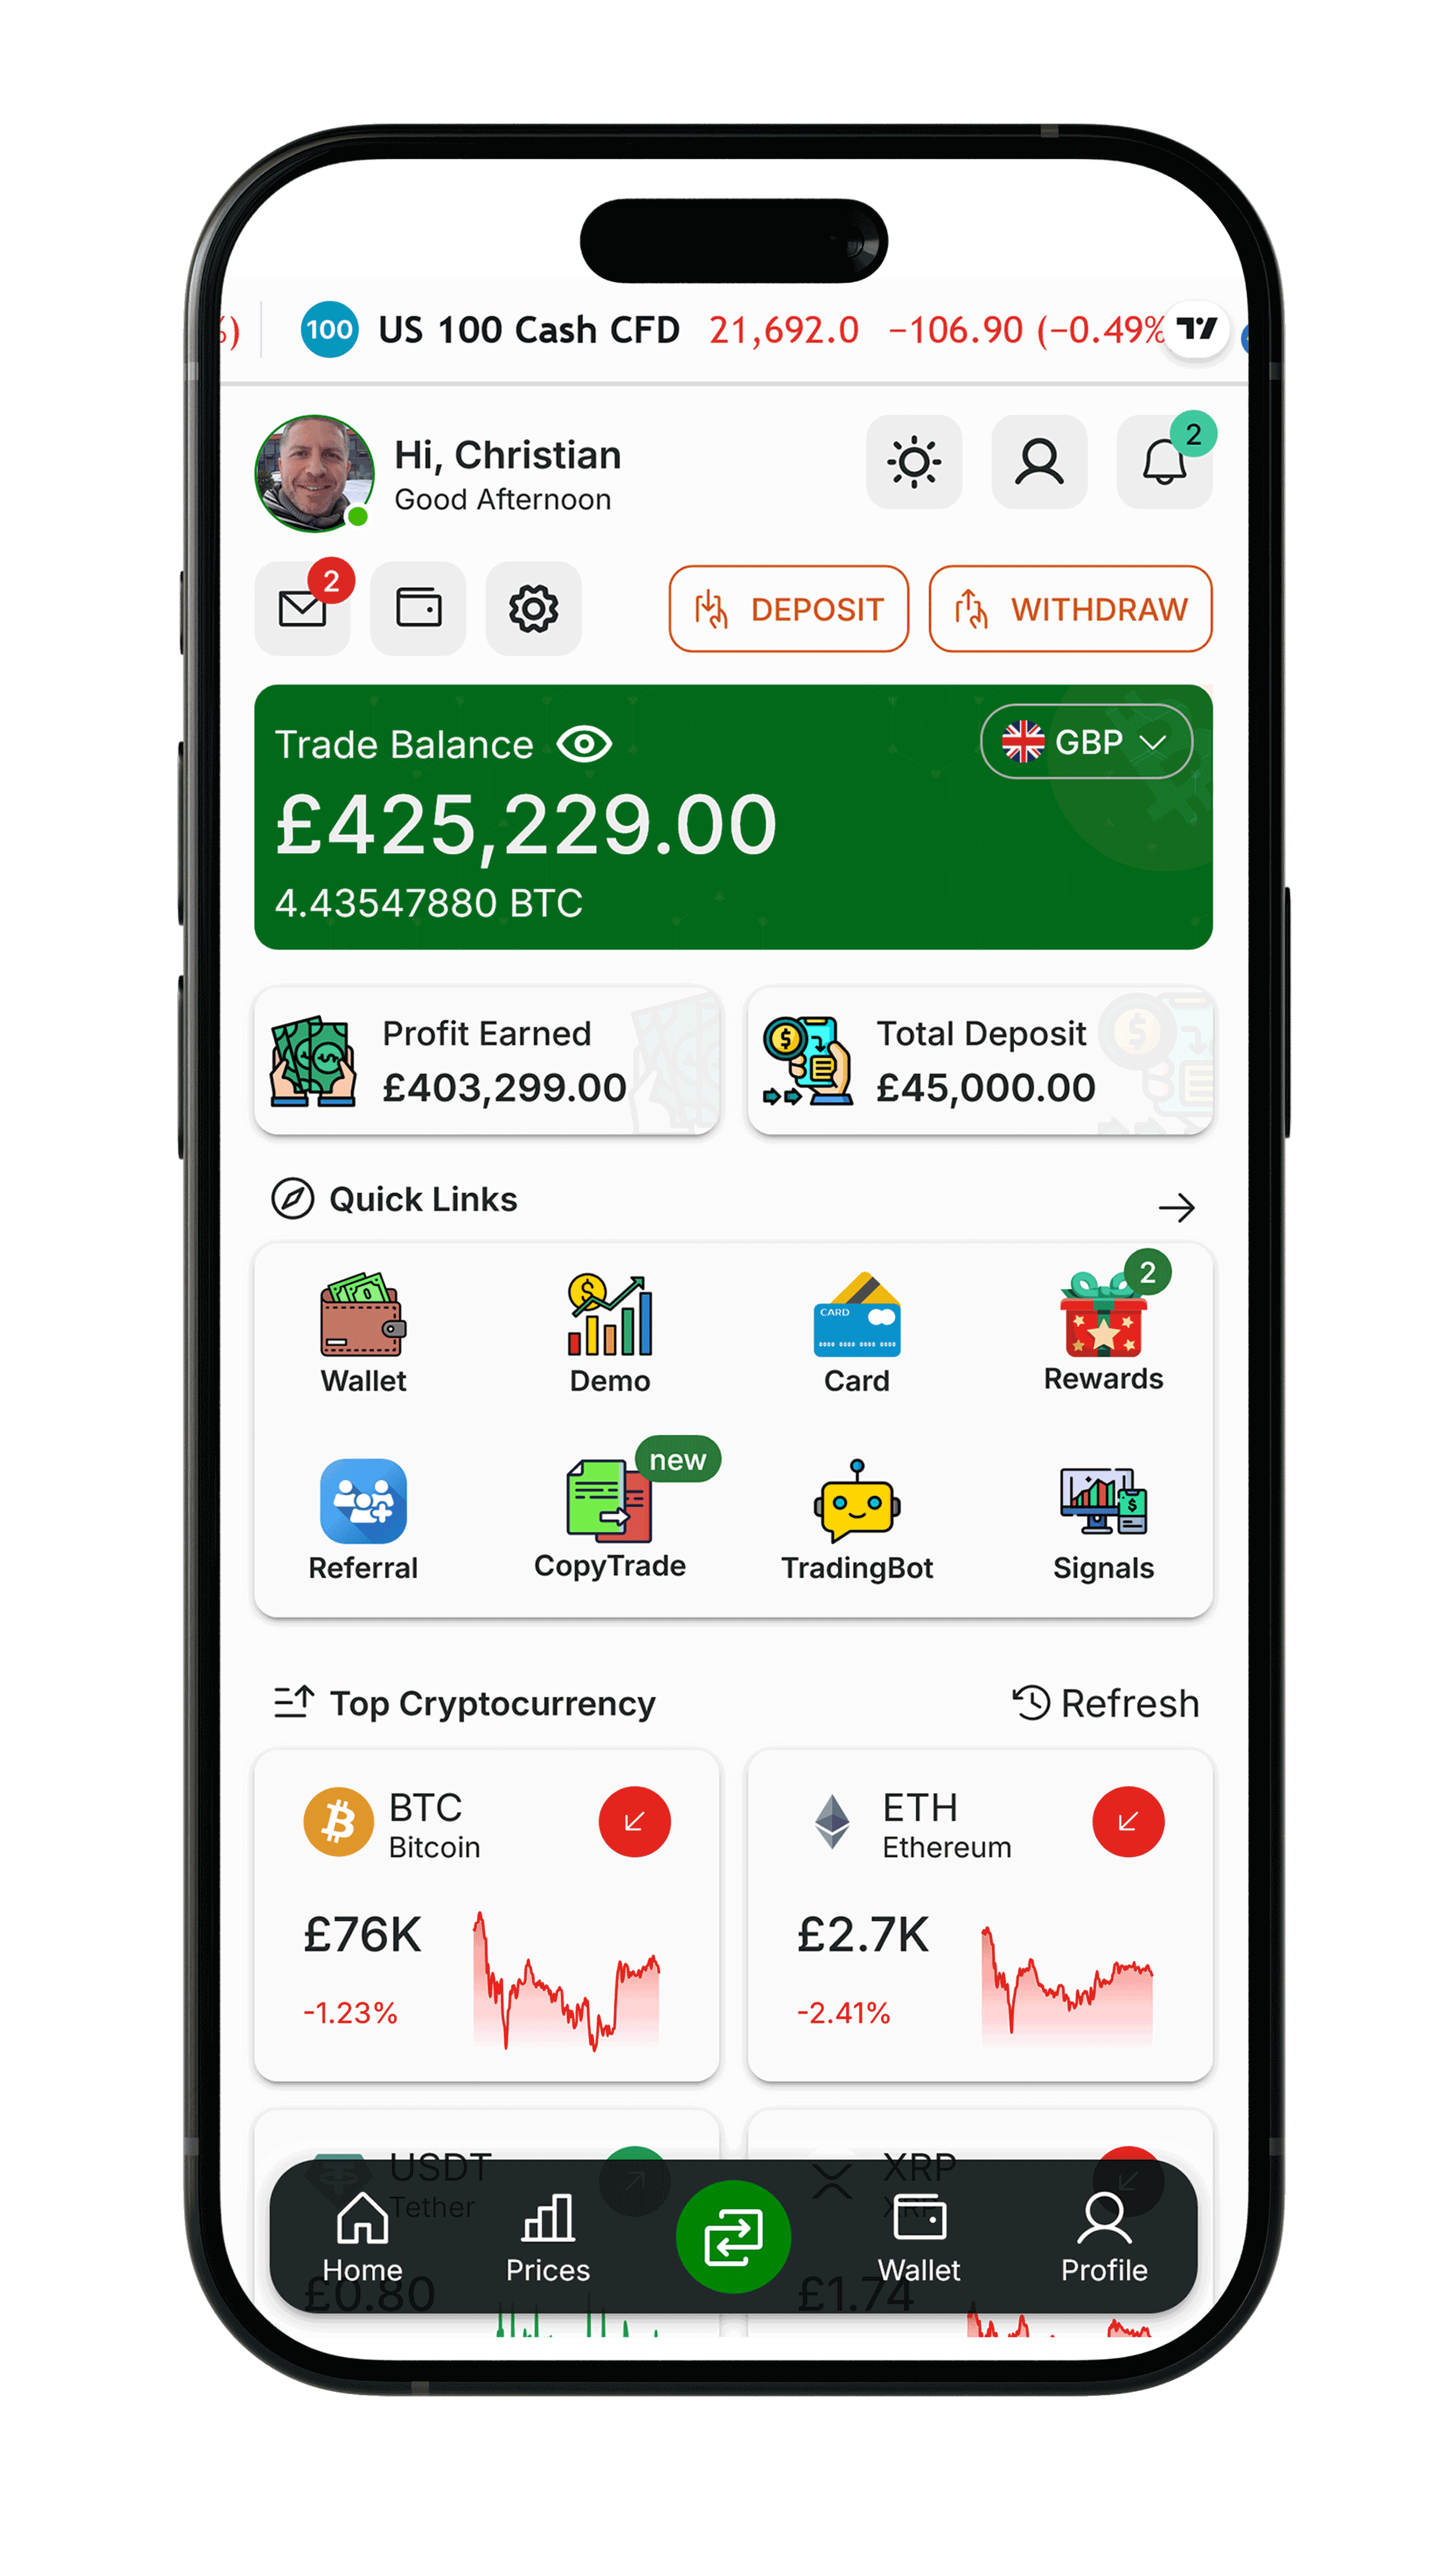 %)
100 US 100 Cash CFD 21,692.0 −106.90 (−0.49%
Hi, Christian
Good Afternoon
2
2
DEPOSIT
WITHDRAW
Trade Balance
GBP
£425,229.00
4.43547880 BTC
Profit Earned
£403,299.00
Total Deposit
£45,000.00
Quick Links
Wallet
Demo
CARD
Card
2
Rewards
Referral
new
CopyTrade
TradingBot
Signals
Top Cryptocurrency
Refresh
BTC
Bitcoin
£76K
-1.23%
ETH
Ethereum
£2.7K
-2.41%
USDT
Tether
£0.80
XRP
XRP
£1.74
Home
Prices
Wallet
Profile